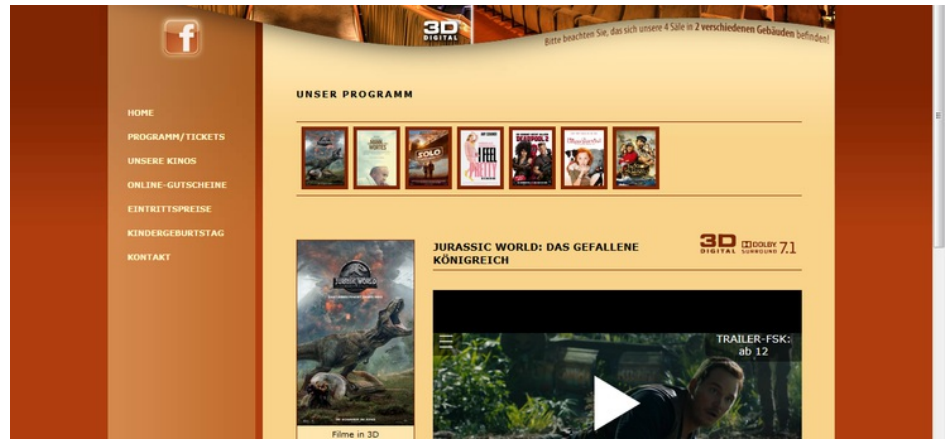 f
3D
DIGITAL
Bitte beachten Sie, das sich unsere 4 Säle in 2 verschiedenen Gebäuden befinden!
UNSER PROGRAMM
HOME
PROGRAMM/TICKETS
UNSERE KINOS
ONLINE-GUTSCHEINE
EINTRITTSPREISE
KINDERGEBURTSTAG
KONTAKT
SOLO
I FEEL
PRETTY
DEADPOOL 2
JURASSIC WORLD: DAS GEFALLENE
KÖNIGREICH
3D
DIGITAL
DOLBY
SURROUND 7.1
JURASSIC WORLD
TRAILER-FSK:
ab 12
Filme in 3D